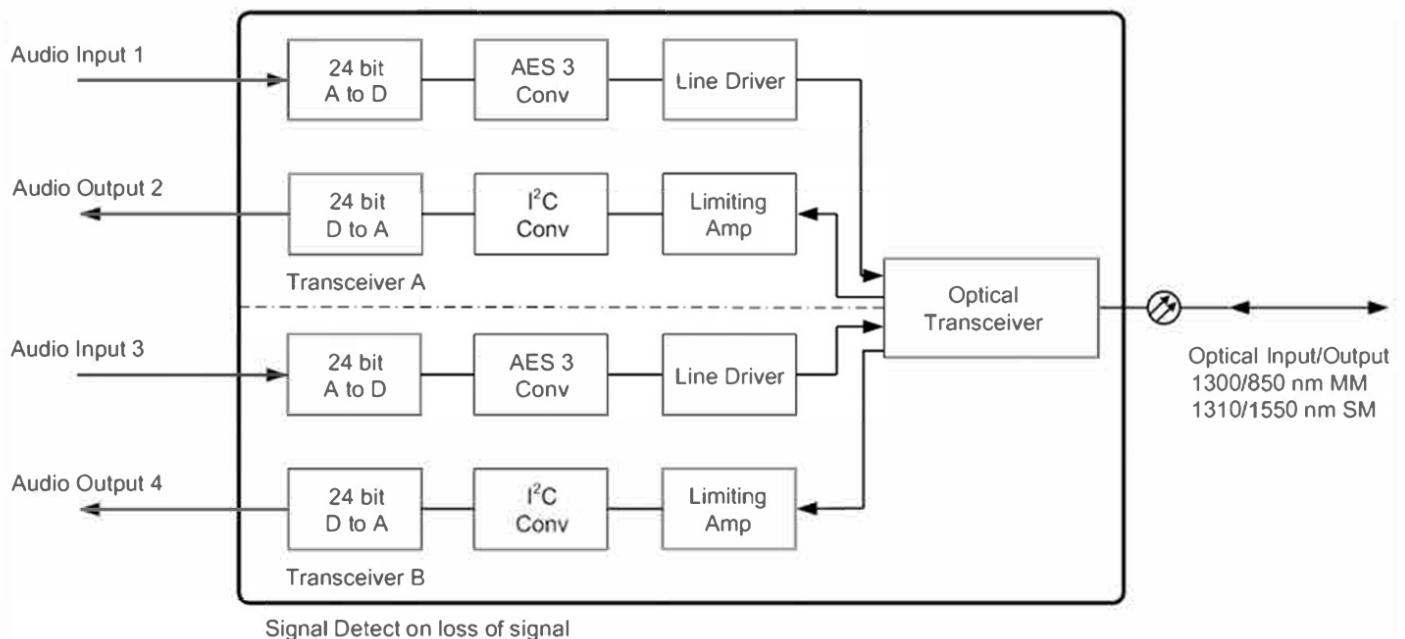 Audio Input 1
24 bit
A to D
AES 3
Conv
Line Driver
Audio Output 2
24 bit
D to A
I²C
Conv
Limiting
Amp
Transceiver A
Optical
Transceiver
Audio Input 3
24 bit
A to D
AES 3
Conv
Line Driver
Optical Input/Output
1300/850 nm MM
1310/1550 nm SM
Audio Output 4
24 bit
D to A
I²C
Conv
Limiting
Amp
Transceiver B
Signal Detect on loss of signal